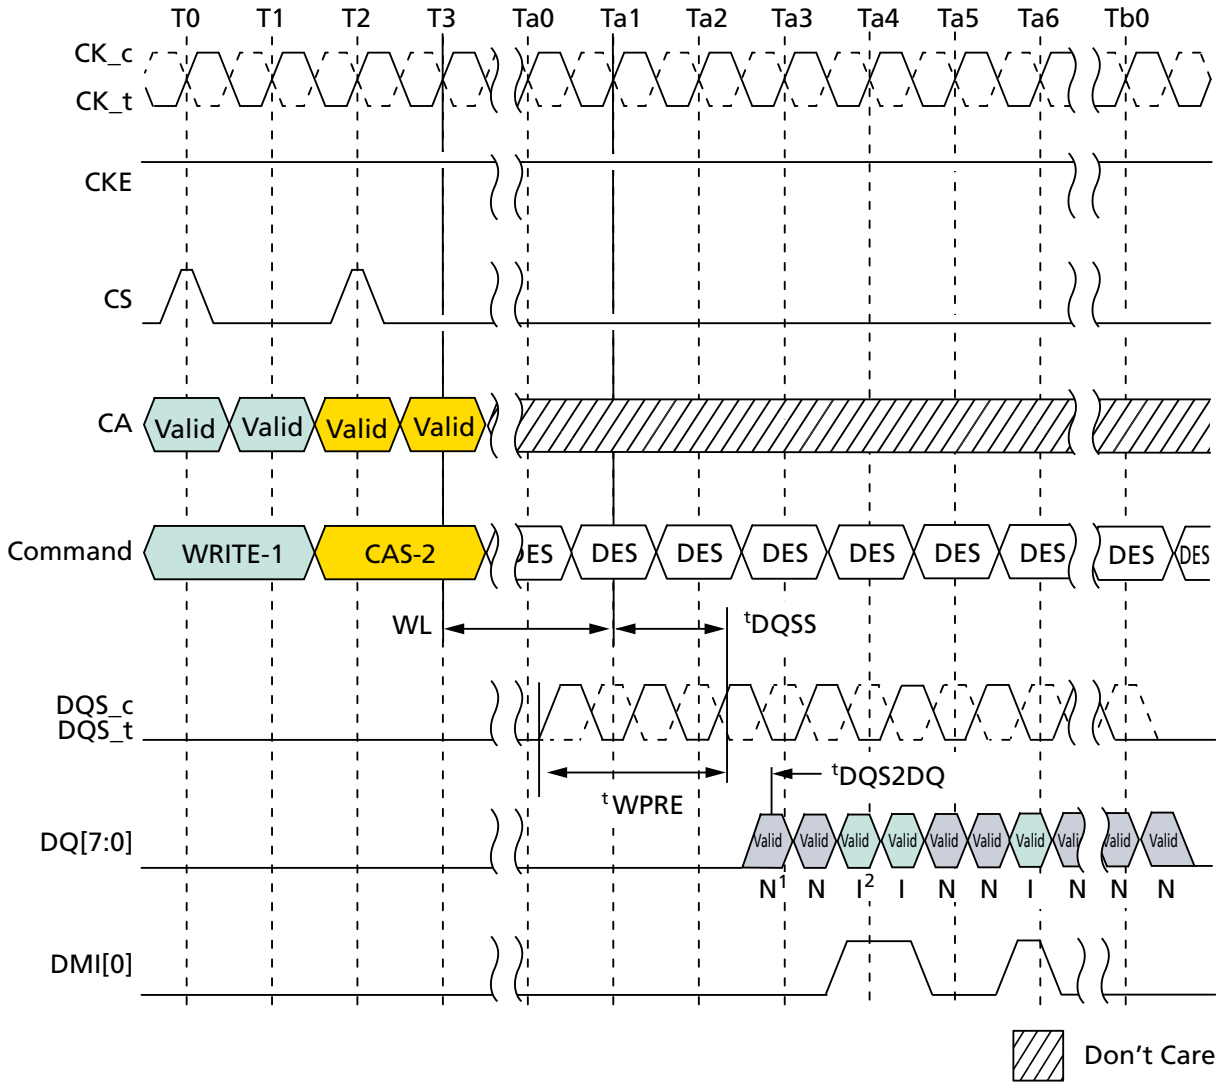 T0 T1 T2 T3 Ta0 Ta1 Ta2 Ta3 Ta4 Ta5 Ta6 Tb0
CK_c
CK_t
CKE
CS
CA Valid Valid Valid Valid
Command WRITE-1 CAS-2 DES DES DES DES DES DES DES DES DES
WL tDQSS
DQS_c
DQS_t
tDQS2DQ
tWPRE
DQ[7:0] Valid Valid Valid Valid Valid Valid Valid Vali Valid Valid
N1 N I2 I N N I N N N
DMI[0]
Don't Care